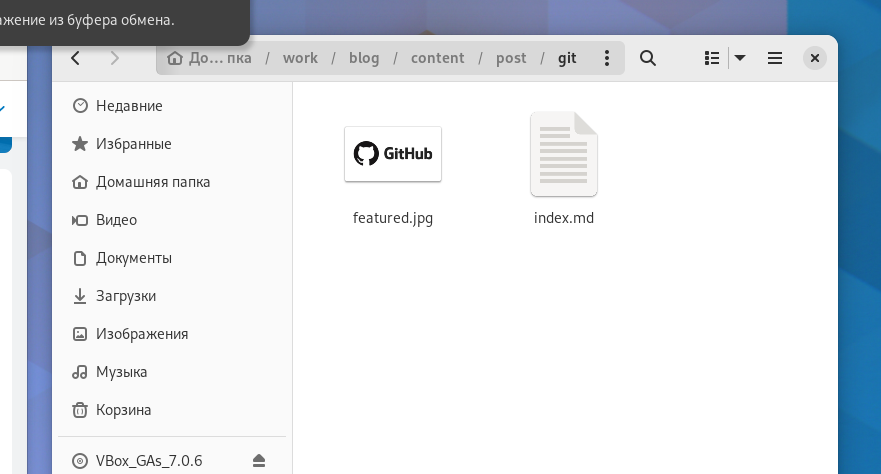 ажение из буфера обмена.
До… пка / work / blog / content / post / git
Недавние
Избранные
Домашняя папка
Видео
Документы
Загрузки
Изображения
Музыка
Корзина
VBox_GAs_7.0.6
GitHub
featured.jpg
index.md